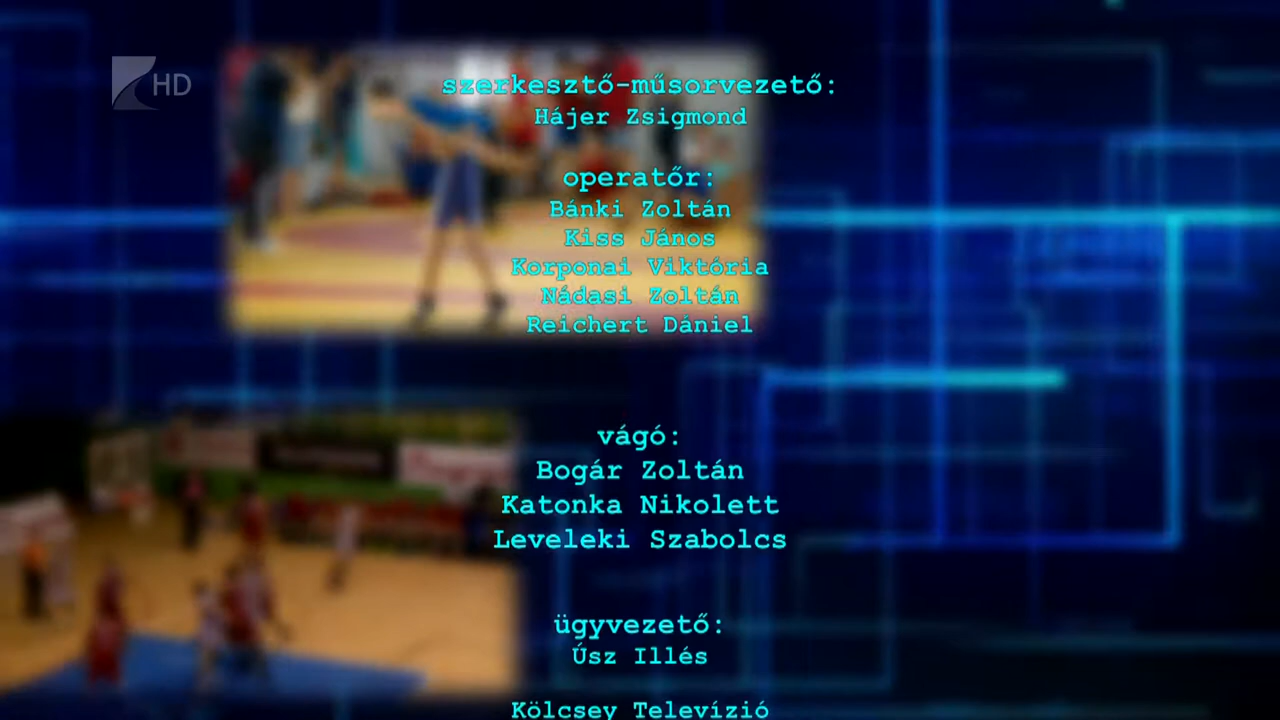 HD
szerkesztő-műsorvezető:
Hájer Zsigmond
operatőr:
Bánki Zoltán
Kiss János
Korponai Viktória
Nádasi Zoltán
Reichert Dániel
vágó:
Bogár Zoltán
Katonka Nikolett
Leveleki Szabolcs
ügyvezető:
Úsz Illés
Kölcsey Televízió